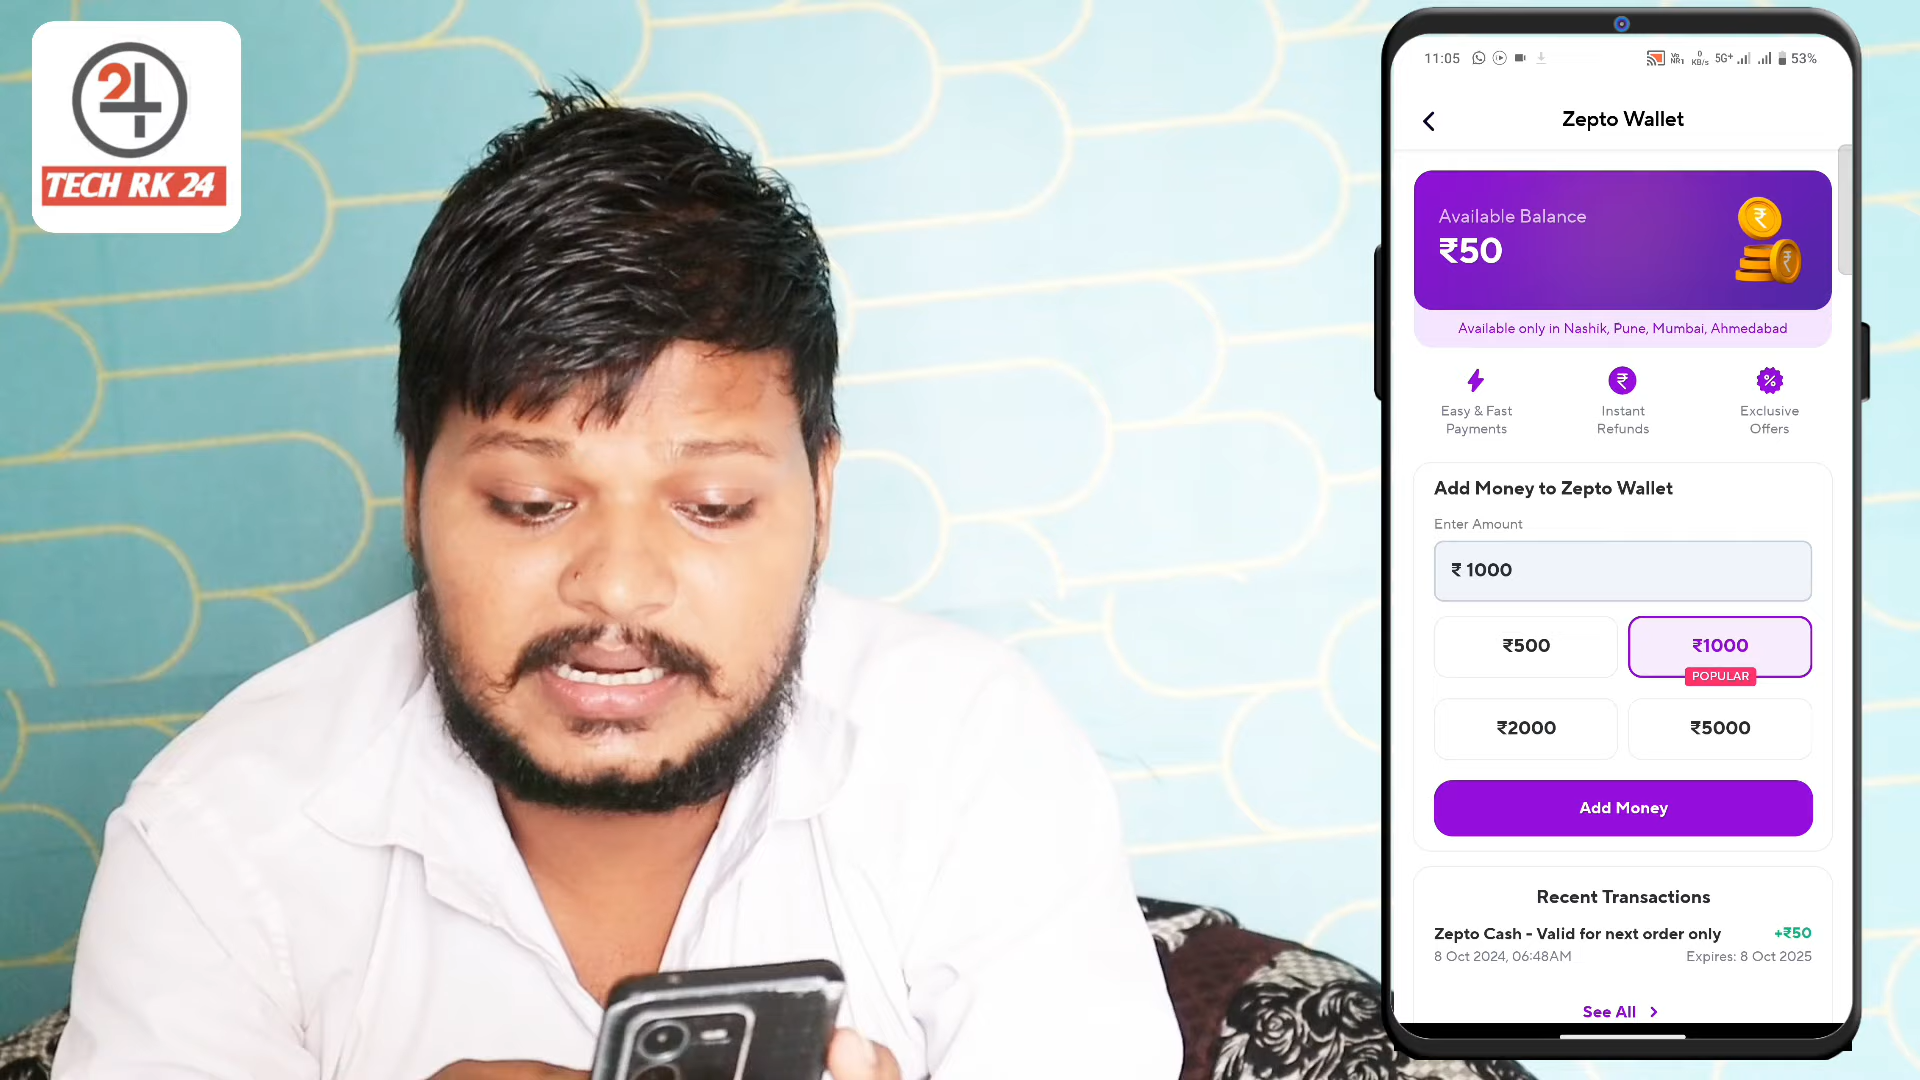 24
TECH RK 24
11:05
5G+
53%
Zepto Wallet
Available Balance
₹50
Available only in Nashik, Pune, Mumbai, Ahmedabad
Easy & Fast
Payments
Instant
Refunds
Exclusive
Offers
Add Money to Zepto Wallet
Enter Amount
₹ 1000
₹500
₹1000
POPULAR
₹2000
₹5000
Add Money
Recent Transactions
Zepto Cash - Valid for next order only +₹50
8 Oct 2024, 06:48AM Expires: 8 Oct 2025
See All